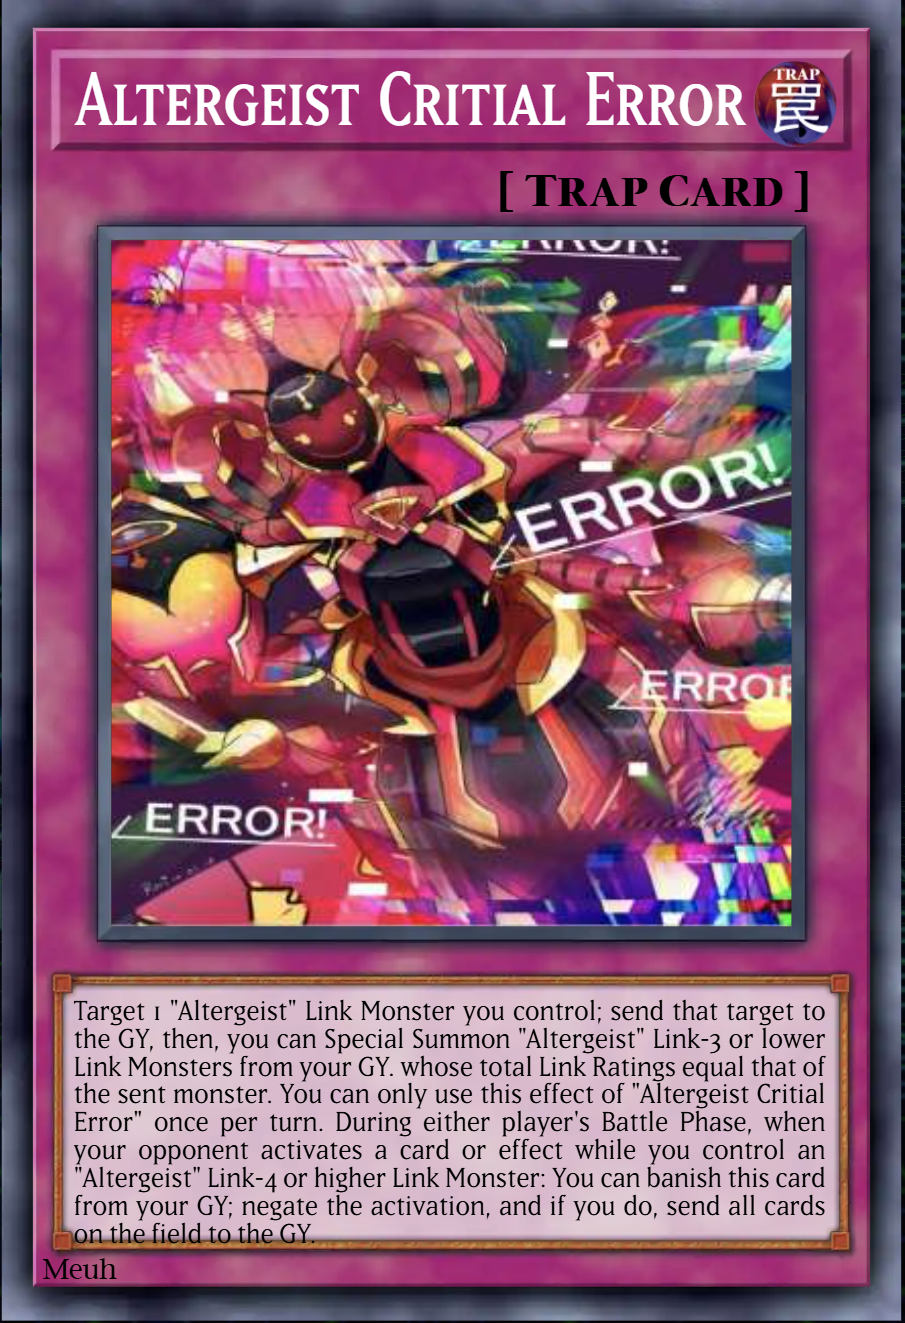 Altergeist Critial Error
TRAP
罠
[ Trap Card ]
ERROR!
ERROR!
ERROR!
ERROR!
Target 1 "Altergeist" Link Monster you control; send that target to
the GY, then, you can Special Summon "Altergeist" Link-3 or lower
Link Monsters from your GY. whose total Link Ratings equal that of
the sent monster. You can only use this effect of "Altergeist Critial
Error" once per turn. During either player's Battle Phase, when
your opponent activates a card or effect while you control an
"Altergeist" Link-4 or higher Link Monster: You can banish this card
from your GY; negate the activation, and if you do, send all cards
on the field to the GY.
Meuh